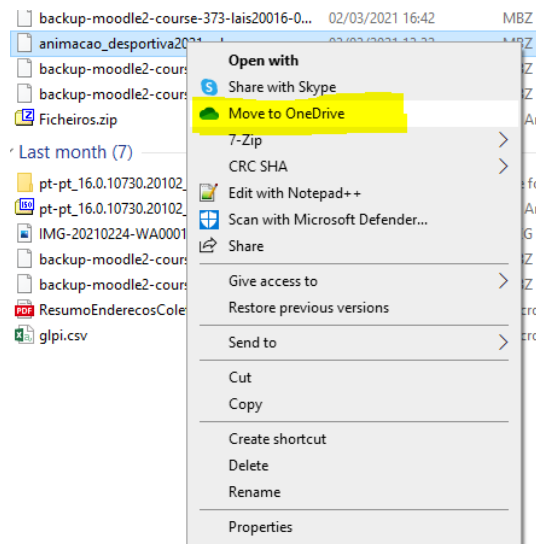 backup-moodle2-course-373-lais20016-0... 02/03/2021 16:42 MBZ
animacao_desportiva202
backup-moodle2-cours
backup-moodle2-cours
Ficheiros.zip
Last month (7)
pt-pt_16.0.10730.20102_
pt-pt_16.0.10730.20102_
IMG-20210224-WA0001
backup-moodle2-cours
backup-moodle2-cours
ResumoEnderecosCole
glpi.csv
Open with
Share with Skype
Move to OneDrive
7-Zip
CRC SHA
Edit with Notepad++
Scan with Microsoft Defender...
Share
Give access to
Restore previous versions
Send to
Cut
Copy
Create shortcut
Delete
Rename
Properties